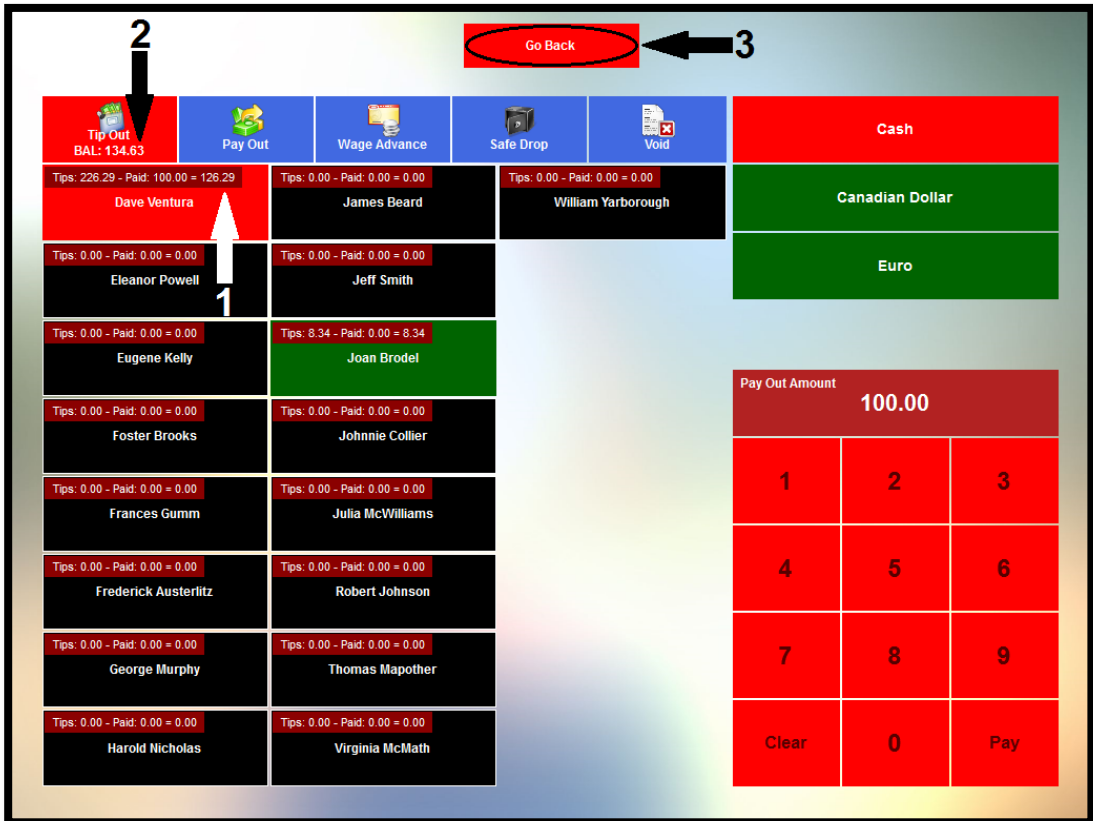 2
Go Back
3
Tip Out
BAL: 134.63
Pay Out
Wage Advance
Safe Drop
Void
Cash
Tips: 226.29 - Paid: 100.00 = 126.29
Dave Ventura
Tips: 0.00 - Paid: 0.00 = 0.00
James Beard
Tips: 0.00 - Paid: 0.00 = 0.00
William Yarborough
Canadian Dollar
1
Tips: 0.00 - Paid: 0.00 = 0.00
Eleanor Powell
Tips: 0.00 - Paid: 0.00 = 0.00
Jeff Smith
Euro
Tips: 0.00 - Paid: 0.00 = 0.00
Eugene Kelly
Tips: 8.34 - Paid: 0.00 = 8.34
Joan Brodel
Tips: 0.00 - Paid: 0.00 = 0.00
Foster Brooks
Tips: 0.00 - Paid: 0.00 = 0.00
Johnnie Collier
Pay Out Amount
100.00
Tips: 0.00 - Paid: 0.00 = 0.00
Frances Gumm
Tips: 0.00 - Paid: 0.00 = 0.00
Julia McWilliams
1 2 3
Tips: 0.00 - Paid: 0.00 = 0.00
Frederick Austerlitz
Tips: 0.00 - Paid: 0.00 = 0.00
Robert Johnson
4 5 6
Tips: 0.00 - Paid: 0.00 = 0.00
George Murphy
Tips: 0.00 - Paid: 0.00 = 0.00
Thomas Mapother
7 8 9
Tips: 0.00 - Paid: 0.00 = 0.00
Harold Nicholas
Tips: 0.00 - Paid: 0.00 = 0.00
Virginia McMath
Clear 0 Pay